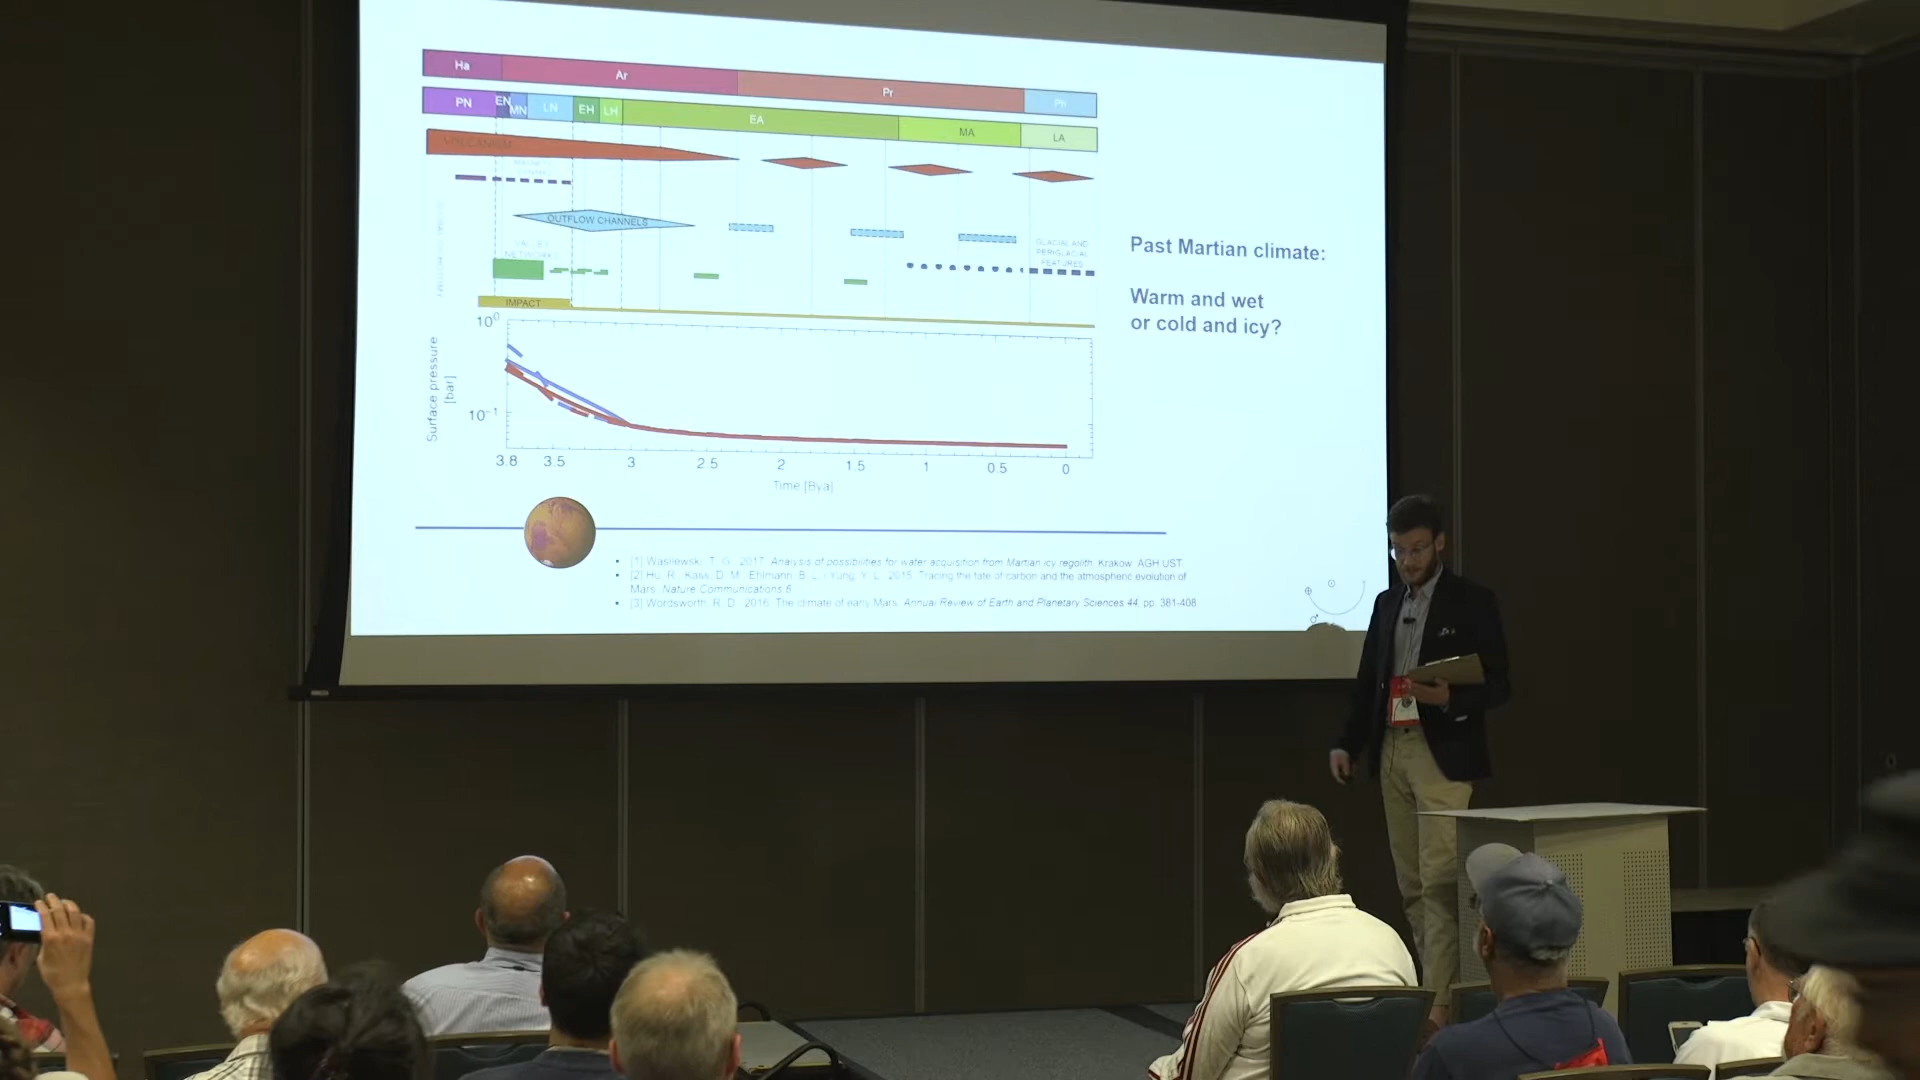 Ha Ar Pr Ph
PN EN MN LN EH LH EA MA LA
VOLCANISM
OUTFLOW CHANNELS
VALLEY
NETWORKS
GLACIAL AND
PERIGLACIAL
FEATURES
IMPACT
Past Martian climate:
Warm and wet
or cold and icy?
Surface pressure
[bar]
10⁰
10⁻¹
3.8 3.5 3 2.5 2 1.5 1 0.5 0
Time [Bya]
[1] Wasilewski, T. G., 2017. Analysis of possibilities for water acquisition from Martian icy regolith. Krakow: AGH UST
[2] Hu, R., Kass, D. M., Ehlmann, B. L., Yung, Y. L., 2015. Tracing the fate of carbon and the atmospheric evolution of
Mars. Nature Communications 6
[3] Wordsworth, R. D., 2016. The climate of early Mars. Annual Review of Earth and Planetary Sciences 44, pp. 381-408